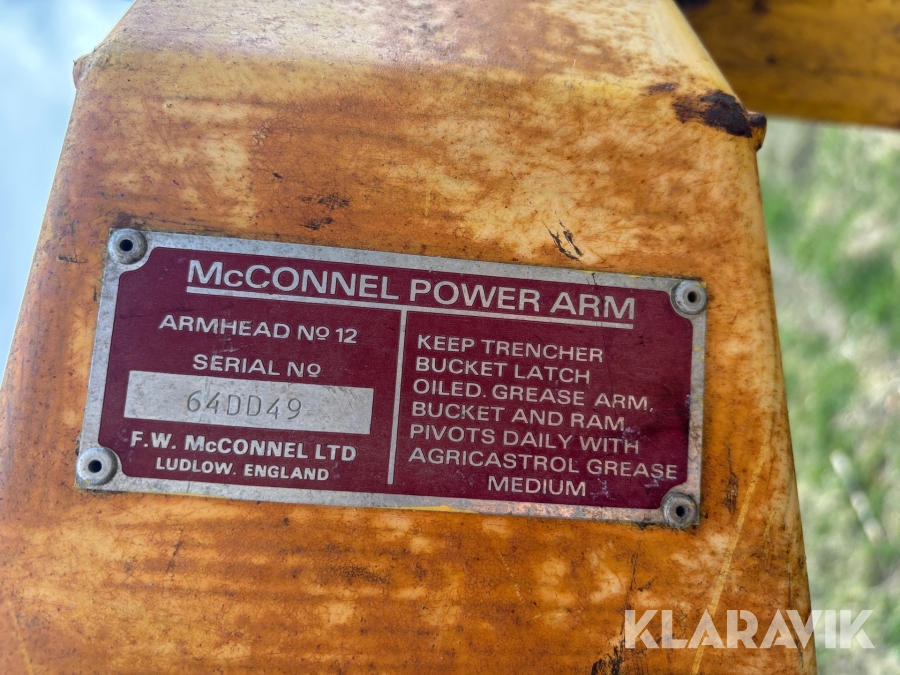 McCONNEL POWER ARM
ARMHEAD Nº 12
SERIAL Nº
64DD49
F.W. McCONNEL LTD
LUDLOW. ENGLAND
KEEP TRENCHER
BUCKET LATCH
OILED. GREASE ARM,
BUCKET AND RAM
PIVOTS DAILY WITH
AGRICASTROL GREASE
MEDIUM
KLARAVIK